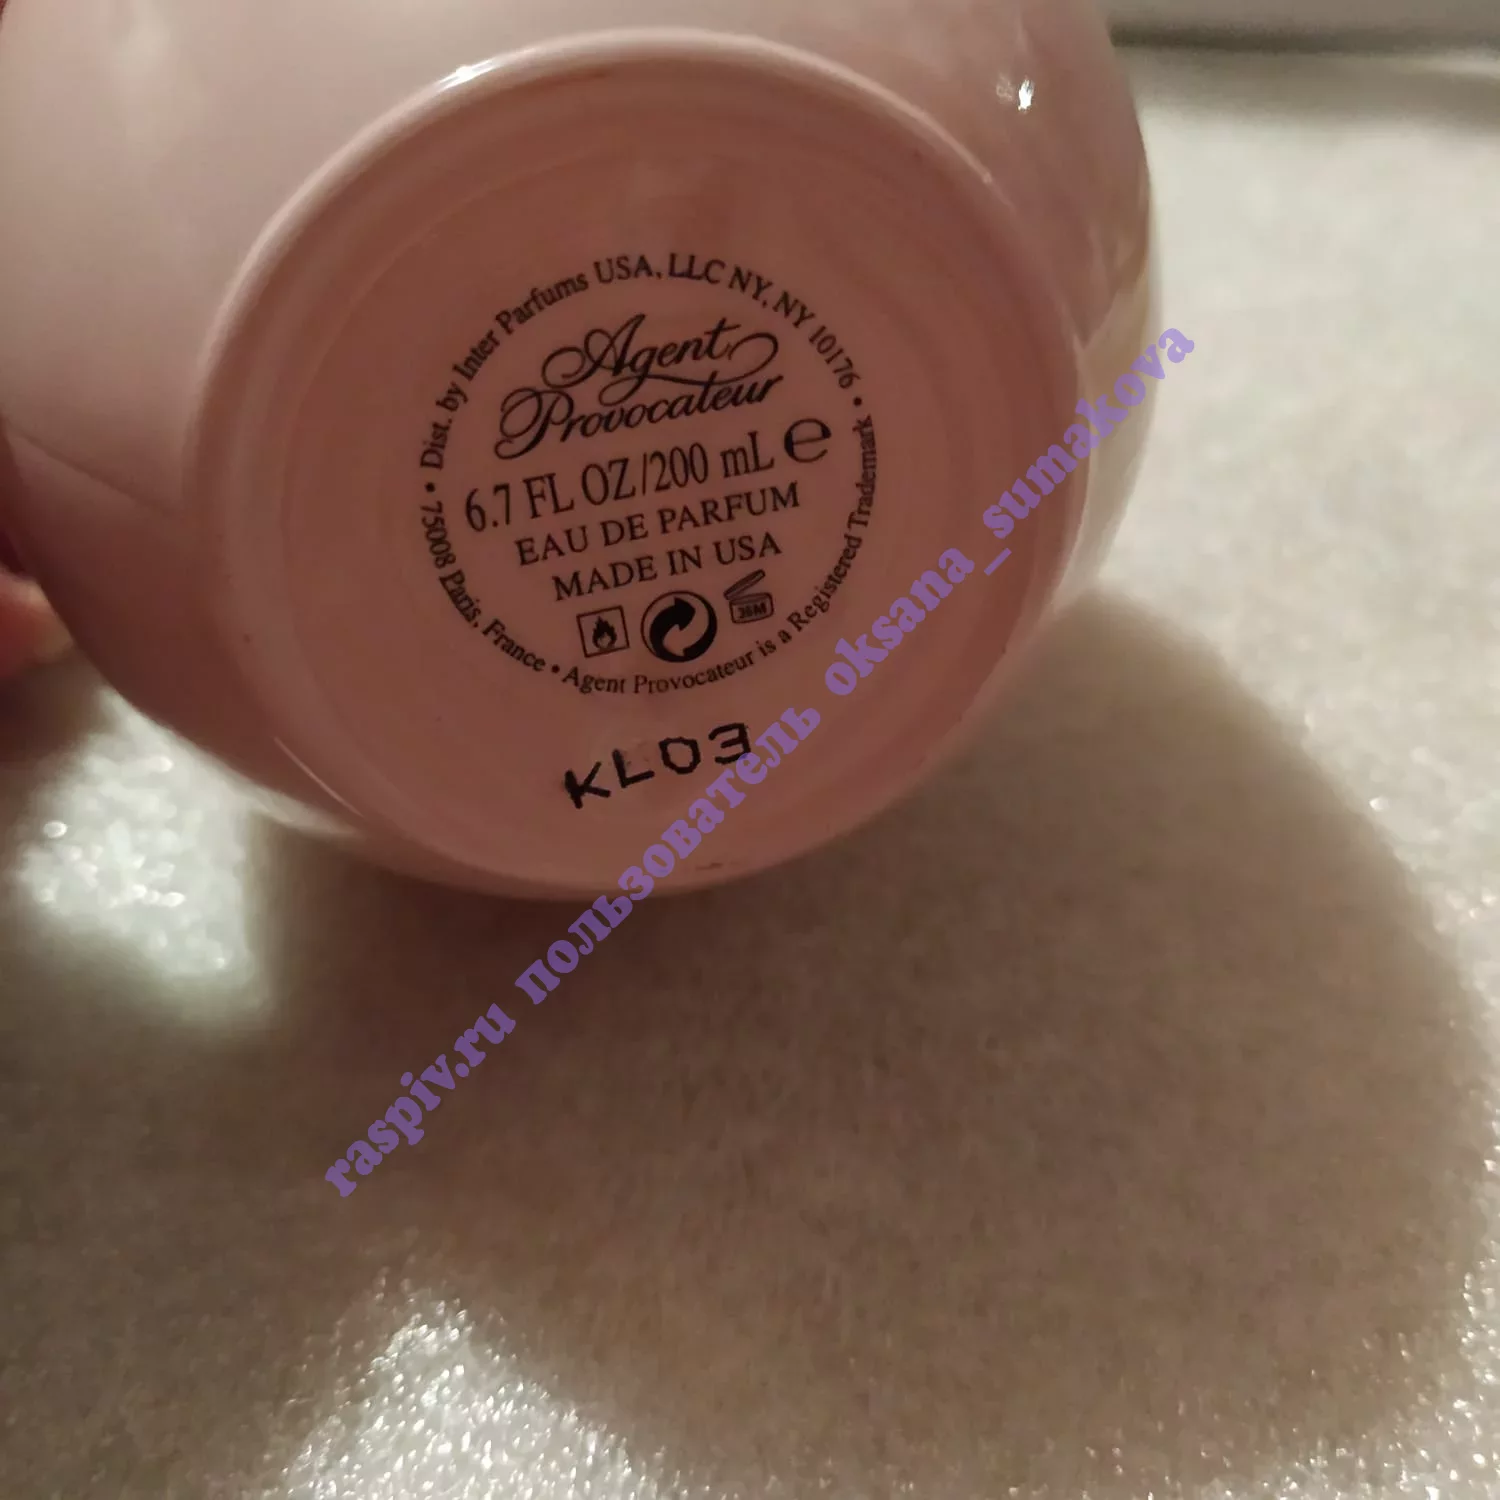 • Dist. by Inter Parfums USA, LLC NY, NY 10176 •
Agent
Provocateur
6.7 FL OZ/200 mL ℮
EAU DE PARFUM
MADE IN USA
36M
75008 Paris, France • Agent Provocateur is a Registered Trademark
KL03
raspiv.ru пользователь oksana_sumakova